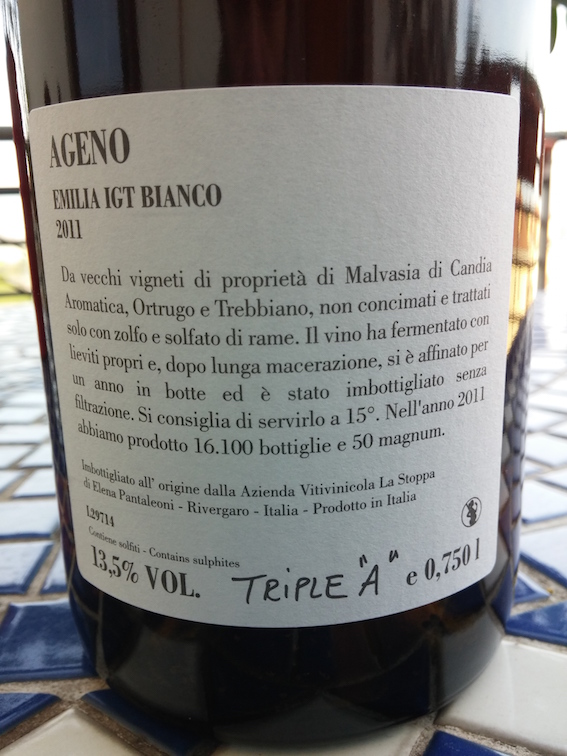 AGENO
EMILIA IGT BIANCO
2011
Da vecchi vigneti di proprietà di Malvasia di Candia
Aromatica, Ortrugo e Trebbiano, non concimati e trattati
solo con zolfo e solfato di rame. Il vino ha fermentato con
lieviti propri e, dopo lunga macerazione, si è affinato per
un anno in botte ed è stato imbottigliato senza
filtrazione. Si consiglia di servirlo a 15°. Nell'anno 2011
abbiamo prodotto 16.100 bottiglie e 50 magnum.
Imbottigliato all' origine dalla Azienda Vitivinicola La Stoppa
di Elena Pantaleoni - Rivergaro - Italia - Prodotto in Italia
L29714
Contiene solfiti - Contains sulphites
13,5% VOL. TRiPLE "A" e 0,750 l